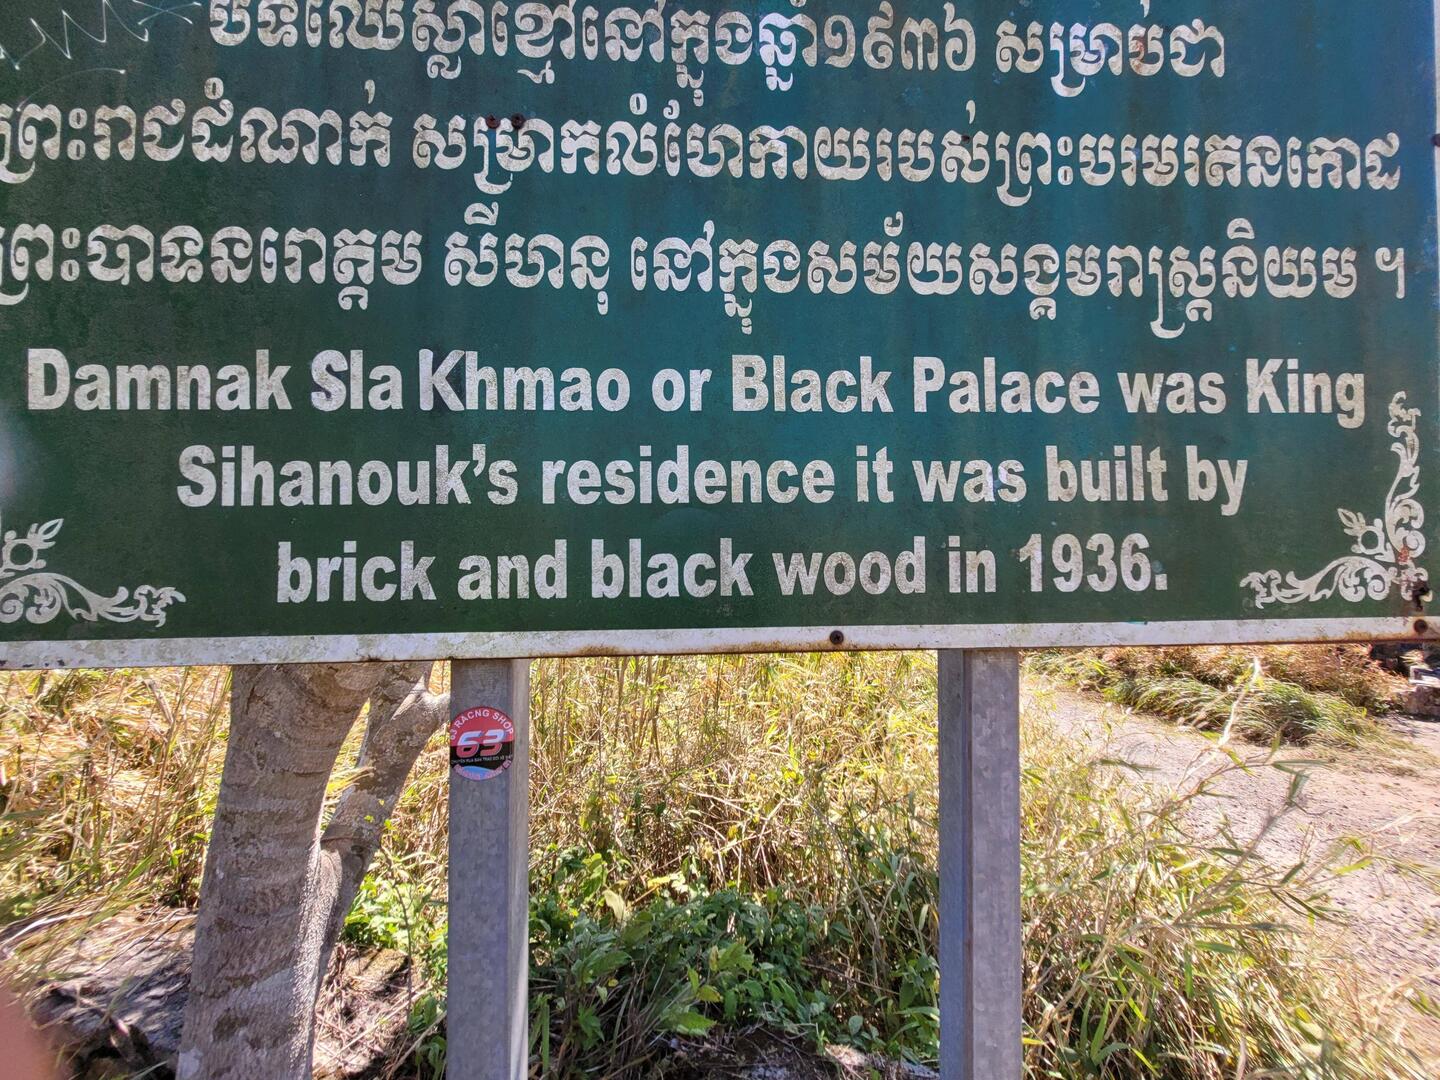 បទឈើស្លាខ្មៅនៅក្នុងឆ្នាំ១៩៣៦ សម្រាប់ជា
ព្រះរាជដំណាក់ សម្រាកលំហែកាយរបស់ព្រះបរមរតនកោដ
ព្រះបាទនរោត្តម សីហនុ នៅក្នុងសម័យសង្គមរាស្ត្រនិយម ។
Damnak Sla Khmao or Black Palace was King
Sihanouk’s residence it was built by
brick and black wood in 1936.
63 RACNG SHOP
63